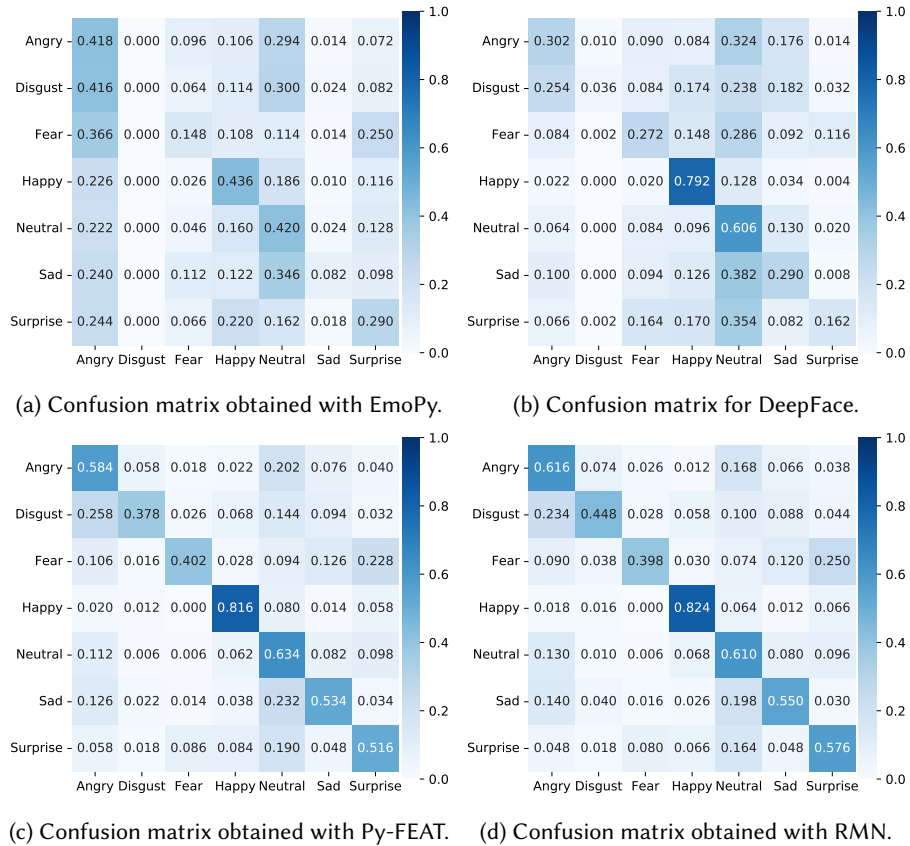 1.0
Angry 0.418 0.000 0.096 0.106 0.294 0.014 0.072
0.8
Disgust 0.416 0.000 0.064 0.114 0.300 0.024 0.082
Fear 0.366 0.000 0.148 0.108 0.114 0.014 0.250
0.6
Happy 0.226 0.000 0.026 0.436 0.186 0.010 0.116
0.4
Neutral 0.222 0.000 0.046 0.160 0.420 0.024 0.128
Sad 0.240 0.000 0.112 0.122 0.346 0.082 0.098
0.2
Surprise 0.244 0.000 0.066 0.220 0.162 0.018 0.290
0.0
Angry Disgust Fear Happy Neutral Sad Surprise
(a) Confusion matrix obtained with EmoPy.
1.0
Angry 0.302 0.010 0.090 0.084 0.324 0.176 0.014
0.8
Disgust 0.254 0.036 0.084 0.174 0.238 0.182 0.032
Fear 0.084 0.002 0.272 0.148 0.286 0.092 0.116
0.6
Happy 0.022 0.000 0.020 0.792 0.128 0.034 0.004
0.4
Neutral 0.064 0.000 0.084 0.096 0.606 0.130 0.020
Sad 0.100 0.000 0.094 0.126 0.382 0.290 0.008
0.2
Surprise 0.066 0.002 0.164 0.170 0.354 0.082 0.162
0.0
Angry Disgust Fear Happy Neutral Sad Surprise
(b) Confusion matrix for DeepFace.
1.0
Angry 0.584 0.058 0.018 0.022 0.202 0.076 0.040
0.8
Disgust 0.258 0.378 0.026 0.068 0.144 0.094 0.032
Fear 0.106 0.016 0.402 0.028 0.094 0.126 0.228
0.6
Happy 0.020 0.012 0.000 0.816 0.080 0.014 0.058
0.4
Neutral 0.112 0.006 0.006 0.062 0.634 0.082 0.098
Sad 0.126 0.022 0.014 0.038 0.232 0.534 0.034
0.2
Surprise 0.058 0.018 0.086 0.084 0.190 0.048 0.516
0.0
Angry Disgust Fear Happy Neutral Sad Surprise
(c) Confusion matrix obtained with Py-FEAT.
1.0
Angry 0.616 0.074 0.026 0.012 0.168 0.066 0.038
0.8
Disgust 0.234 0.448 0.028 0.058 0.100 0.088 0.044
Fear 0.090 0.038 0.398 0.030 0.074 0.120 0.250
0.6
Happy 0.018 0.016 0.000 0.824 0.064 0.012 0.066
0.4
Neutral 0.130 0.010 0.006 0.068 0.610 0.080 0.096
Sad 0.140 0.040 0.016 0.026 0.198 0.550 0.030
0.2
Surprise 0.048 0.018 0.080 0.066 0.164 0.048 0.576
0.0
Angry Disgust Fear Happy Neutral Sad Surprise
(d) Confusion matrix obtained with RMN.